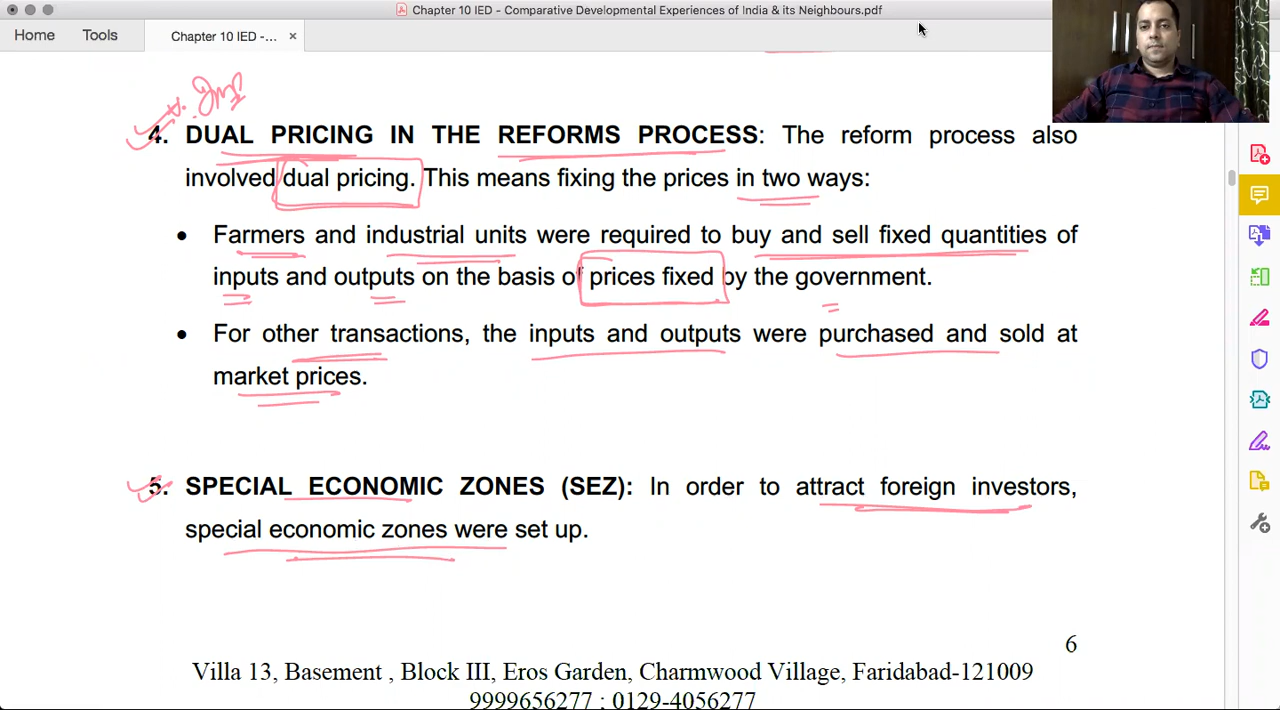 Chapter 10 IED - Comparative Developmental Experiences of India & its Neighbours.pdf
Home Tools Chapter 10 IED -... ×
Imp
4. DUAL PRICING IN THE REFORMS PROCESS: The reform process also
involved dual pricing. This means fixing the prices in two ways:
• Farmers and industrial units were required to buy and sell fixed quantities of
inputs and outputs on the basis of prices fixed by the government.
• For other transactions, the inputs and outputs were purchased and sold at
market prices.
5. SPECIAL ECONOMIC ZONES (SEZ): In order to attract foreign investors,
special economic zones were set up.
6
Villa 13, Basement , Block III, Eros Garden, Charmwood Village, Faridabad-121009
9999656277 ; 0129-4056277